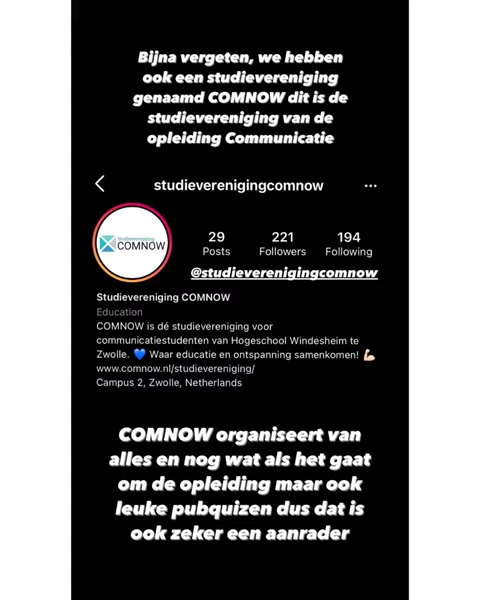 Bijna vergeten, we hebben
ook een studievereniging
genaamd COMNOW dit is de
studievereniging van de
opleiding Communicatie
studieverenigingcomnow
Studievereniging
COMNOW
29
Posts
221
Followers
194
Following
@studieverenigingcomnow
Studievereniging COMNOW
Education
COMNOW is dé studievereniging voor
communicatiestudenten van Hogeschool Windesheim te
Zwolle. 💙 Waar educatie en ontspanning samenkomen! 💪🏻
www.comnow.nl/studievereniging/
Campus 2, Zwolle, Netherlands
COMNOW organiseert van
alles en nog wat als het gaat
om de opleiding maar ook
leuke pubquizen dus dat is
ook zeker een aanrader